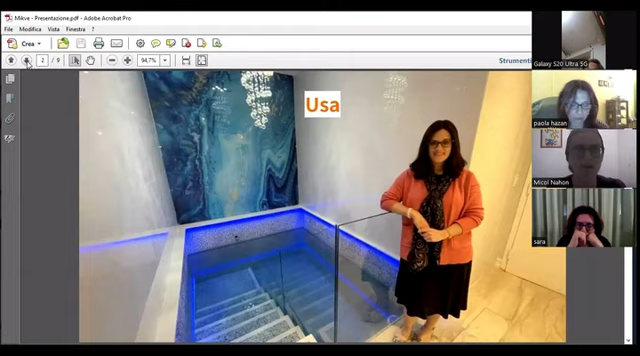 Mikve - Presentazione.pdf - Adobe Acrobat Pro
File Modifica Vista Finestra ?
Crea
2 / 9
94,7%
Strumenti
Usa
Galaxy S20 Ultra 5G
paola hazan
Micol Nahon
sara